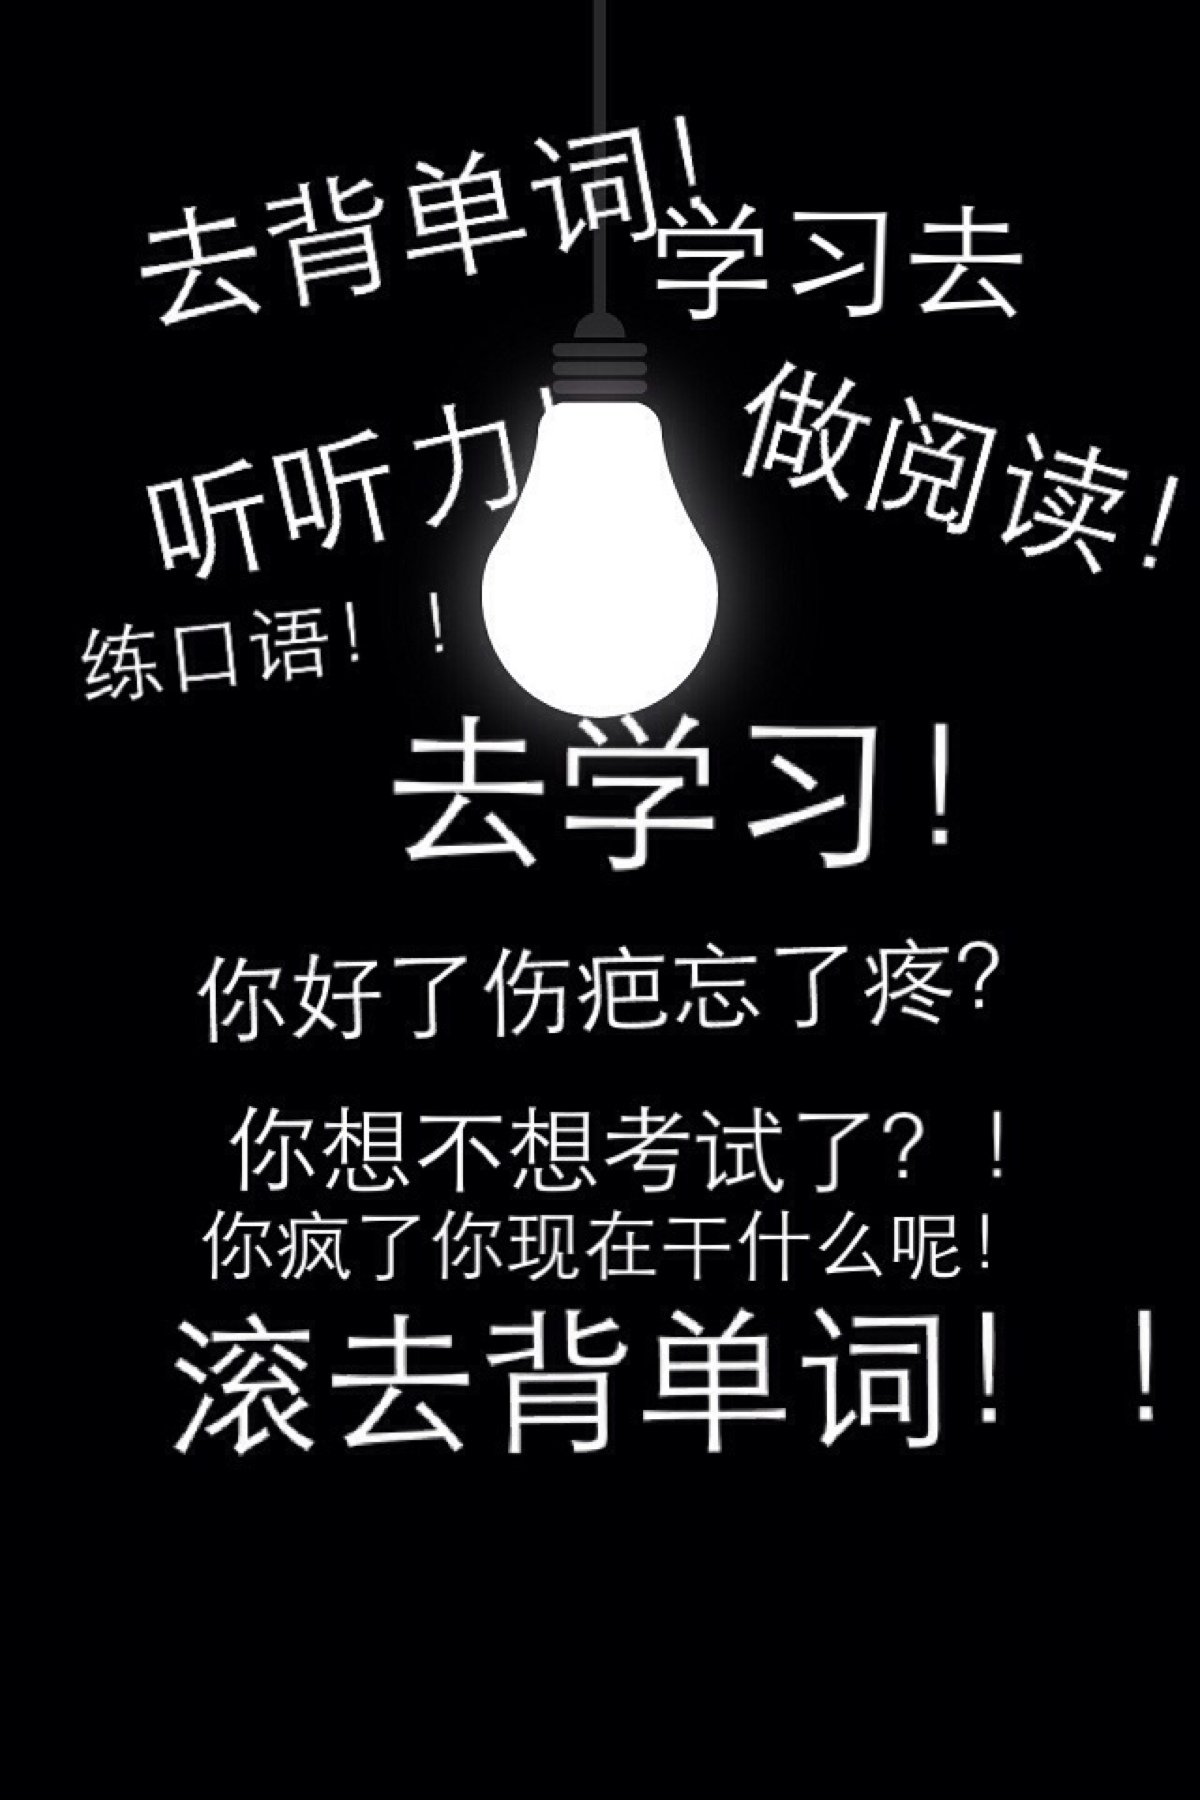 去背单词！
学习去
听听力！
做阅读！
练口语！！
去学习！
你好了伤疤忘了疼?
你想不想考试了?！
你疯了你现在干什么呢！
滚去背单词！！